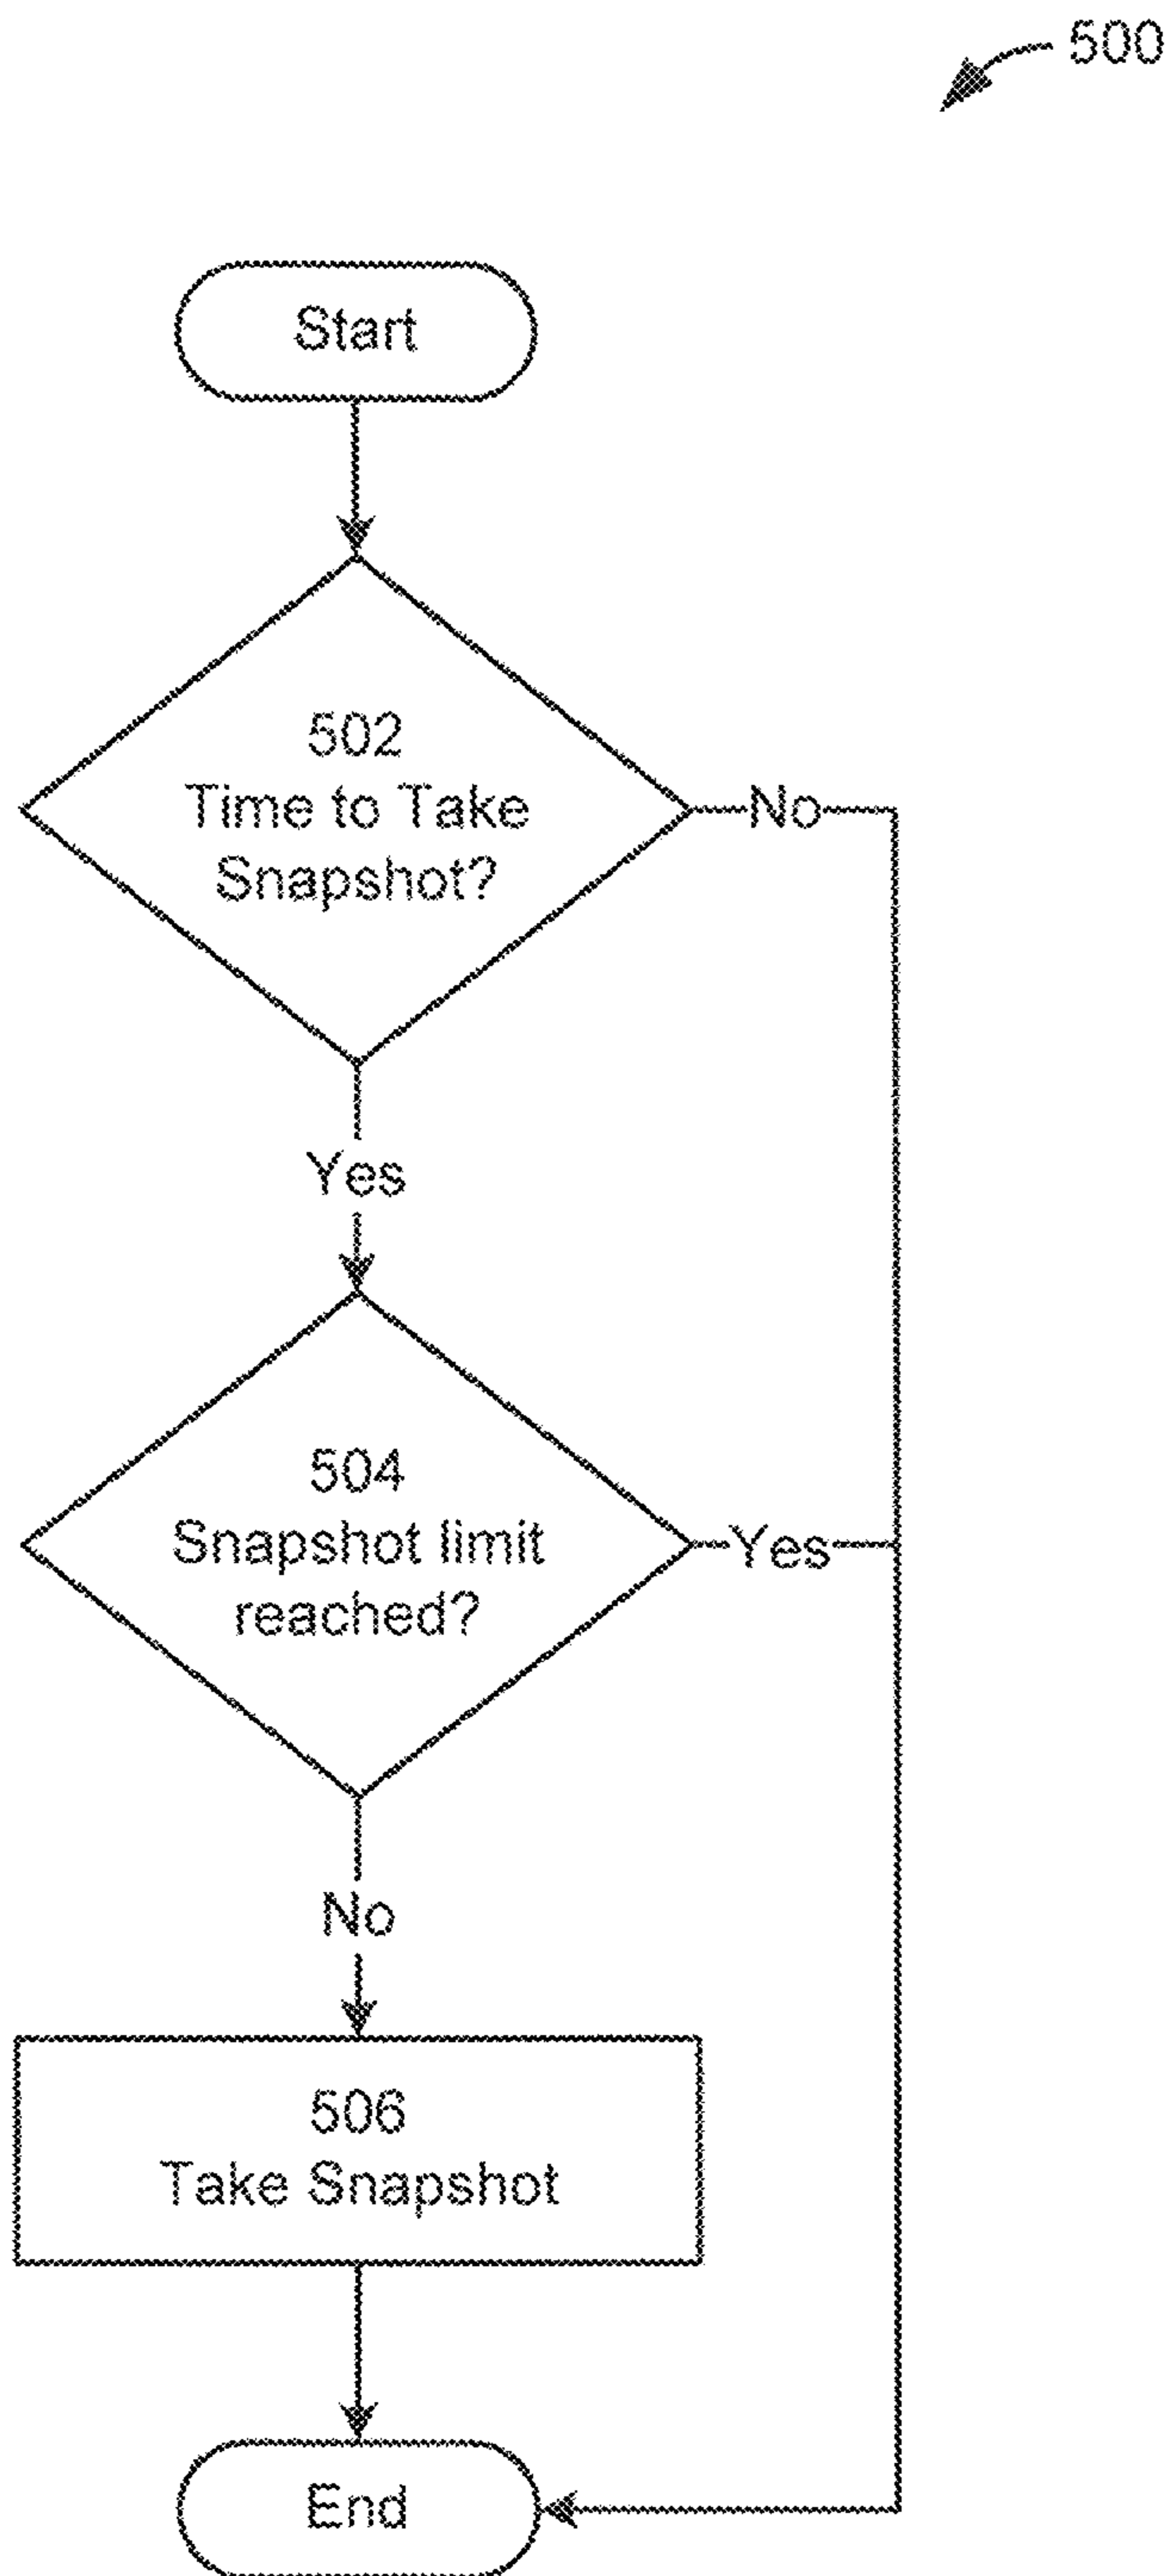 500
Start
502
Time to Take
Snapshot?
No
Yes
504
Snapshot limit
reached?
Yes
No
506
Take Snapshot
End